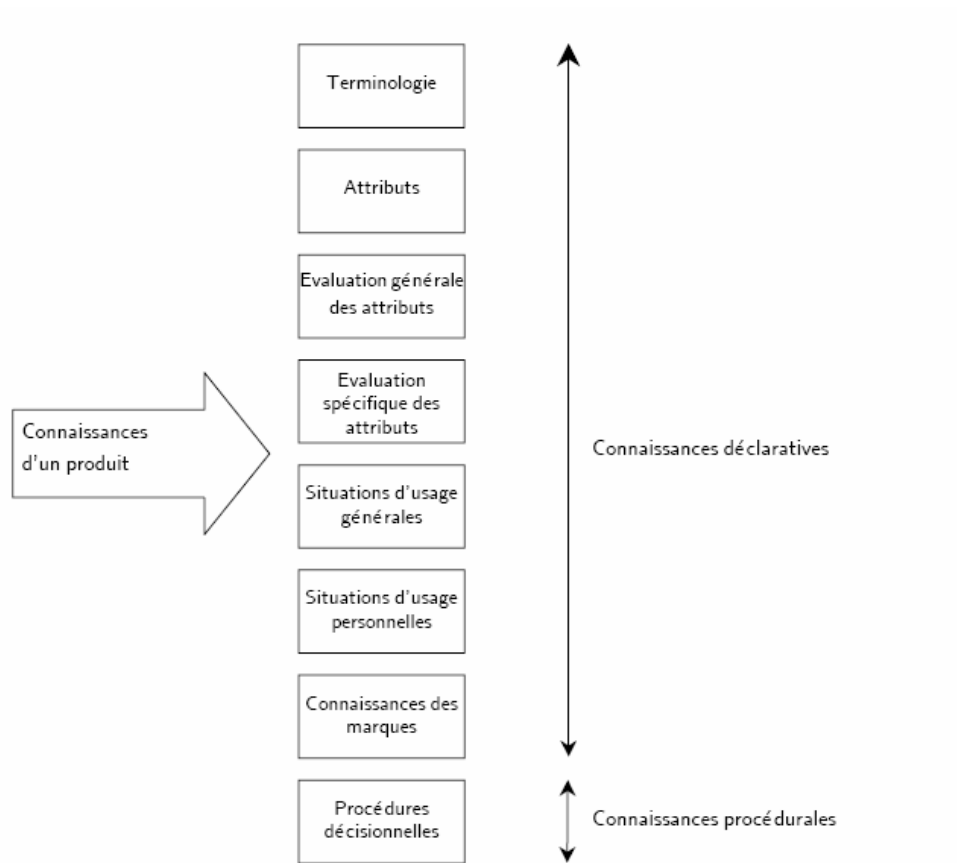 Terminologie
Attributs
Evaluation générale
des attributs
Evaluation
spécifique des
attributs
Connaissances
d'un produit
Connaissances déclaratives
Situations d'usage
générales
Situations d'usage
personnelles
Connaissances des
marques
Procédures
décisionnelles
Connaissances procédurales